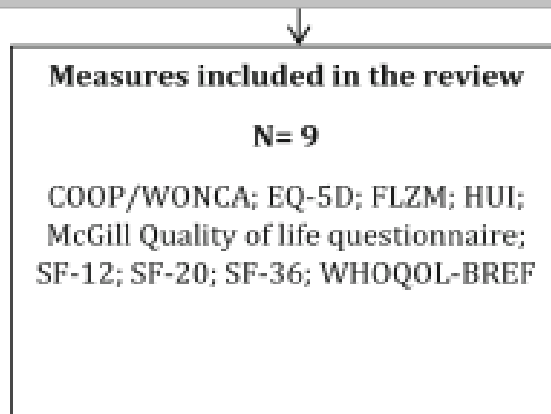 Measures included in the review
N= 9
COOP/WONCA; EQ-5D; FLZM; HUI;
McGill Quality of life questionnaire;
SF-12; SF-20; SF-36; WHOQOL-BREF